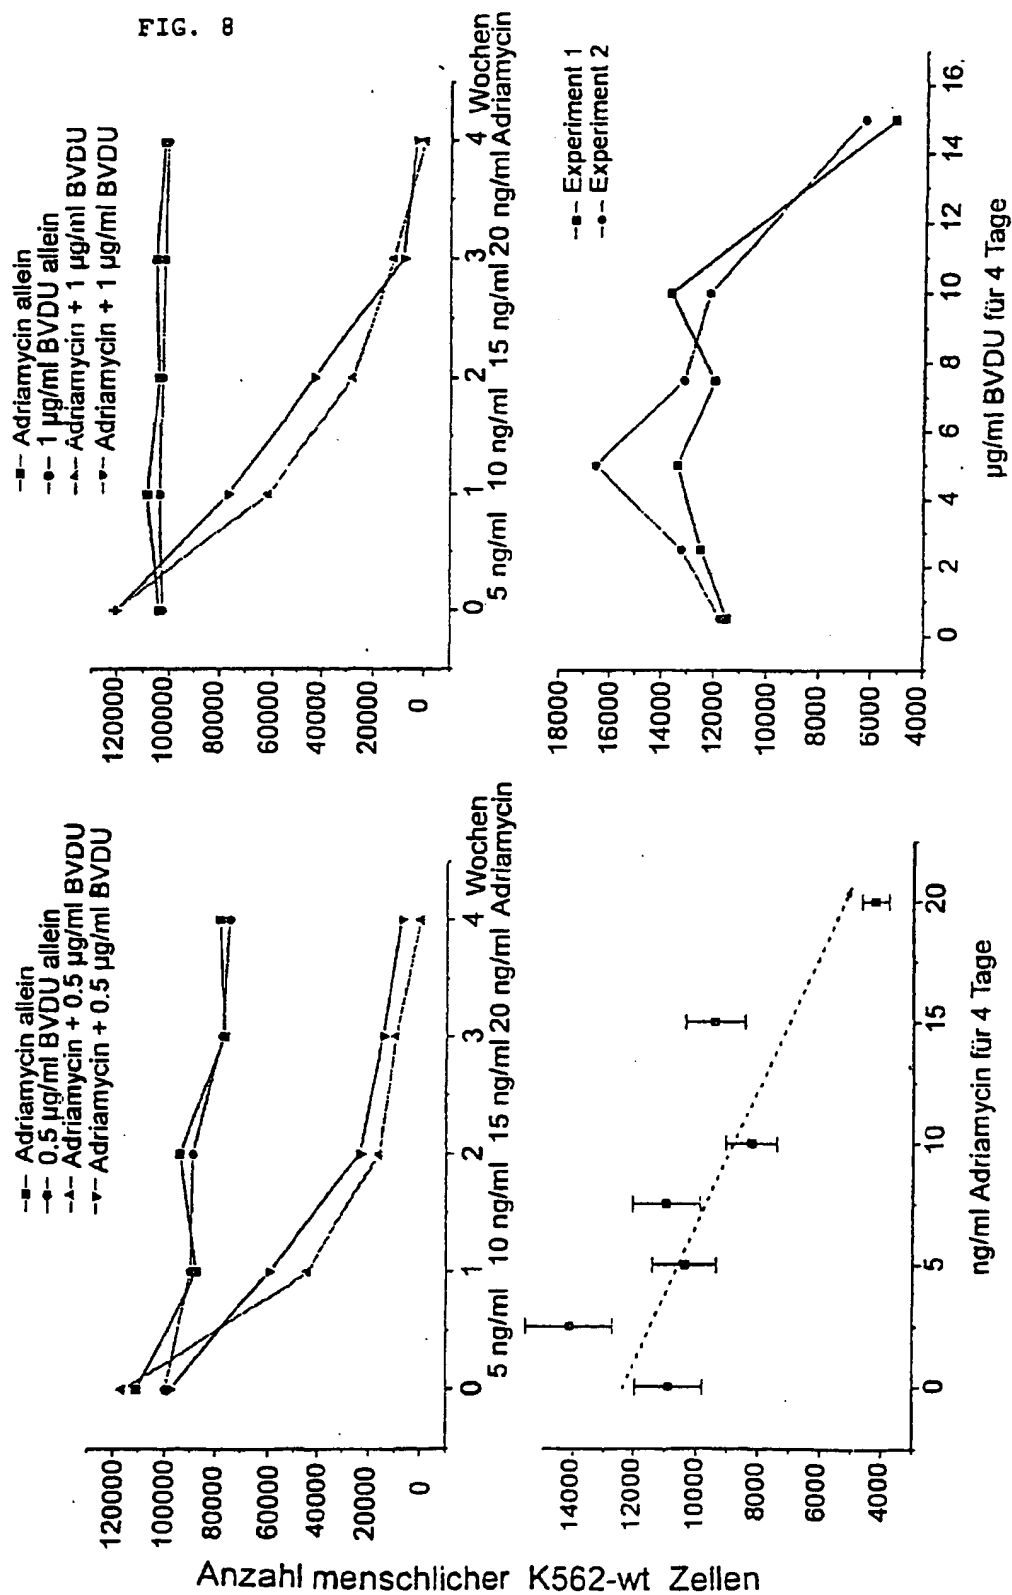 FIG. 8
Anzahl menschlicher K562-wt Zellen
-■- Adriamycin allein
-●- 0.5 µg/ml BVDU allein
-▲- Adriamycin + 0.5 µg/ml BVDU
-▼- Adriamycin + 0.5 µg/ml BVDU
120000
100000
80000
60000
40000
20000
0
0 1 2 3 4 Wochen
5 ng/ml 10 ng/ml 15 ng/ml 20 ng/ml Adriamycin
-■- Adriamycin allein
-●- 1 µg/ml BVDU allein
-▲- Adriamycin + 1 µg/ml BVDU
-▼- Adriamycin + 1 µg/ml BVDU
120000
100000
80000
60000
40000
20000
0
0 1 2 3 4 Wochen
5 ng/ml 10 ng/ml 15 ng/ml 20 ng/ml Adriamycin
14000
12000
10000
8000
6000
4000
0 5 10 15 20
ng/ml Adriamycin für 4 Tage
-■- Experiment 1
-●- Experiment 2
18000
16000
14000
12000
10000
8000
6000
4000
0 2 4 6 8 10 12 14 16
µg/ml BVDU für 4 Tage